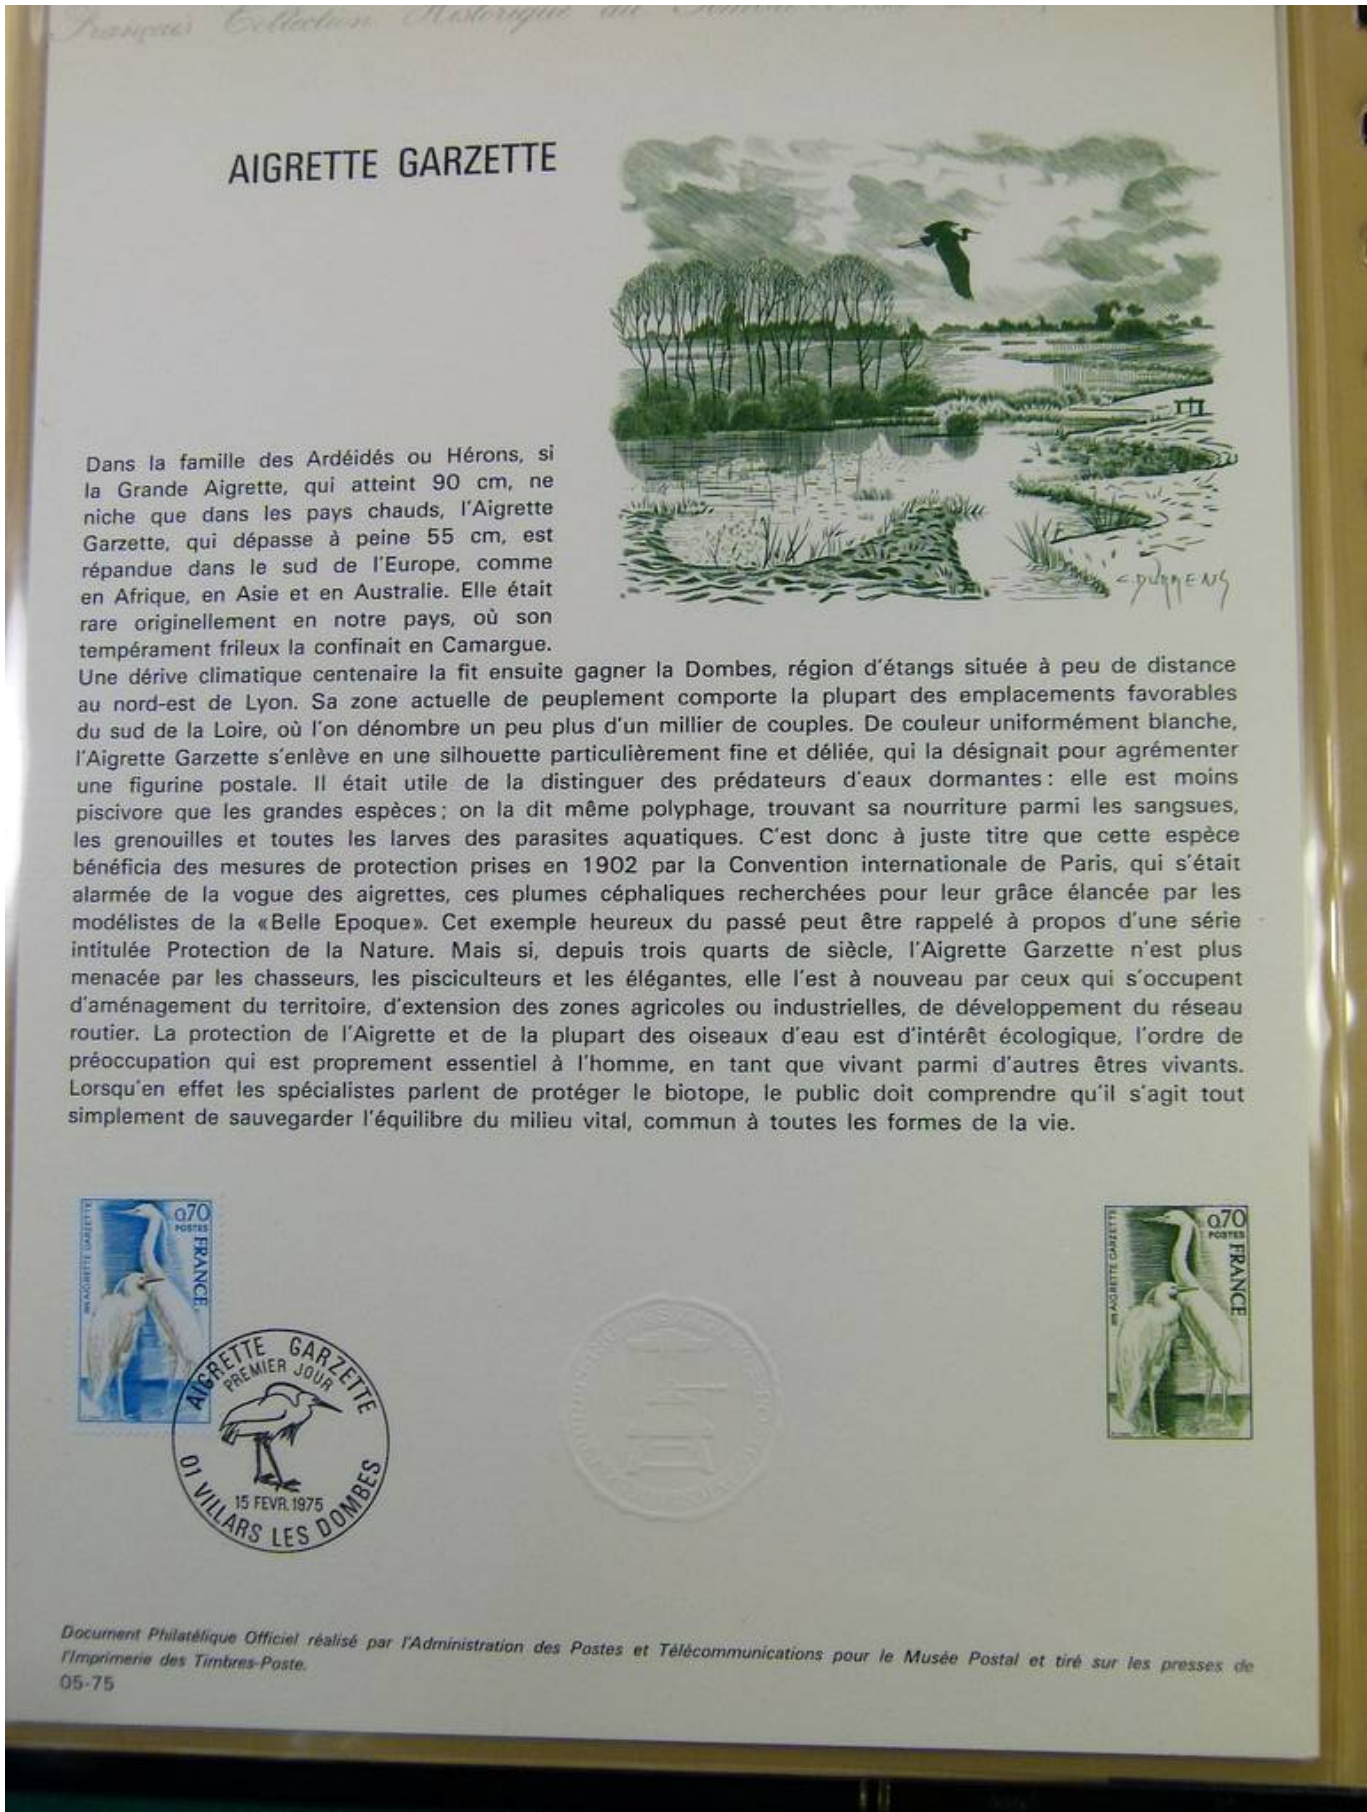 Français Collection Historique du
AIGRETTE GARZETTE
C DURRENS
Dans la famille des Ardéidés ou Hérons, si
la Grande Aigrette, qui atteint 90 cm, ne
niche que dans les pays chauds, l'Aigrette
Garzette, qui dépasse à peine 55 cm, est
répandue dans le sud de l'Europe, comme
en Afrique, en Asie et en Australie. Elle était
rare originellement en notre pays, où son
tempérament frileux la confinait en Camargue.
Une dérive climatique centenaire la fit ensuite gagner la Dombes, région d'étangs située à peu de distance
au nord-est de Lyon. Sa zone actuelle de peuplement comporte la plupart des emplacements favorables
du sud de la Loire, où l'on dénombre un peu plus d'un millier de couples. De couleur uniformément blanche,
l'Aigrette Garzette s'enlève en une silhouette particulièrement fine et déliée, qui la désignait pour agrémenter
une figurine postale. Il était utile de la distinguer des prédateurs d'eaux dormantes : elle est moins
piscivore que les grandes espèces ; on la dit même polyphage, trouvant sa nourriture parmi les sangsues,
les grenouilles et toutes les larves des parasites aquatiques. C'est donc à juste titre que cette espèce
bénéficia des mesures de protection prises en 1902 par la Convention internationale de Paris, qui s'était
alarmée de la vogue des aigrettes, ces plumes céphaliques recherchées pour leur grâce élancée par les
modélistes de la «Belle Epoque». Cet exemple heureux du passé peut être rappelé à propos d'une série
intitulée Protection de la Nature. Mais si, depuis trois quarts de siècle, l'Aigrette Garzette n'est plus
menacée par les chasseurs, les pisciculteurs et les élégantes, elle l'est à nouveau par ceux qui s'occupent
d'aménagement du territoire, d'extension des zones agricoles ou industrielles, de développement du réseau
routier. La protection de l'Aigrette et de la plupart des oiseaux d'eau est d'intérêt écologique, l'ordre de
préoccupation qui est proprement essentiel à l'homme, en tant que vivant parmi d'autres êtres vivants.
Lorsqu'en effet les spécialistes parlent de protéger le biotope, le public doit comprendre qu'il s'agit tout
simplement de sauvegarder l'équilibre du milieu vital, commun à toutes les formes de la vie.
0,70
POSTES
FRANCE
AIGRETTE GARZETTE
0,70
POSTES
FRANCE
AIGRETTE GARZETTE
AIGRETTE GARZETTE
PREMIER JOUR
15 FEVR. 1975
01 VILLARS LES DOMBES
Document Philatélique Officiel réalisé par l'Administration des Postes et Télécommunications pour le Musée Postal et tiré sur les presses de
l'Imprimerie des Timbres-Poste.
05-75